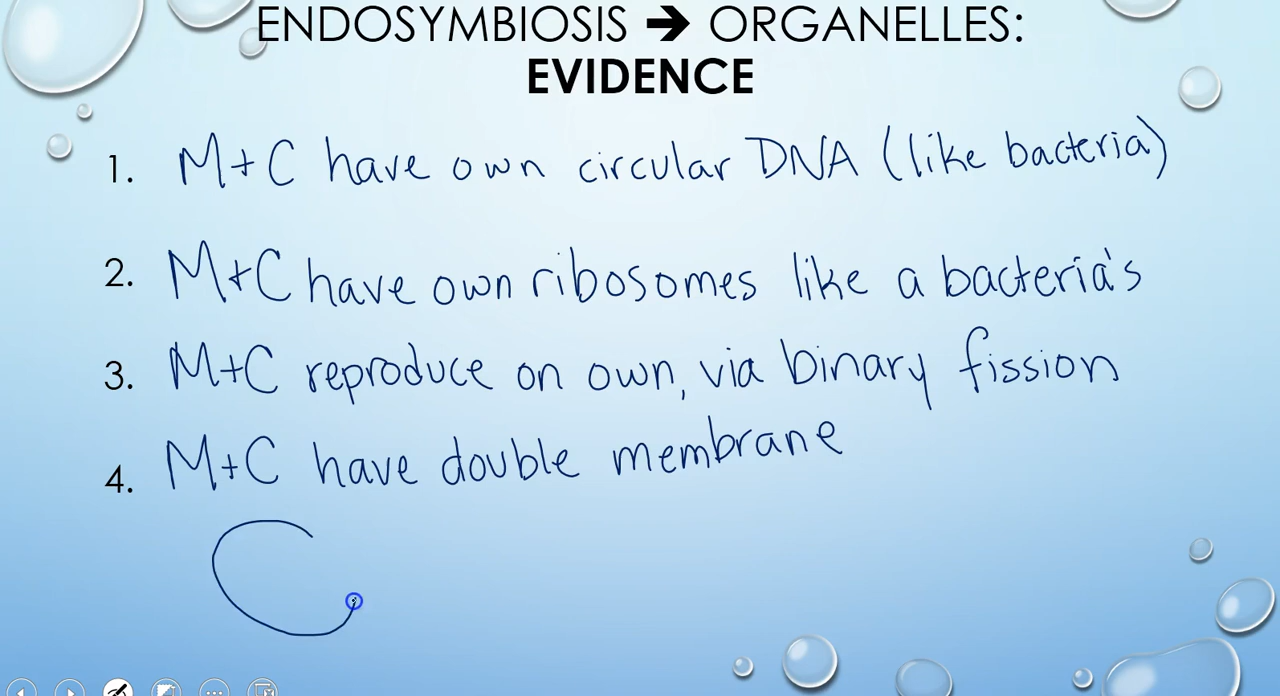 ENDOSYMBIOSIS → ORGANELLES:
EVIDENCE
1. M+C have own circular DNA (like bacteria)
2. M+C have own ribosomes like a bacteria's
3. M+C reproduce on own, via binary fission
4. M+C have double membrane